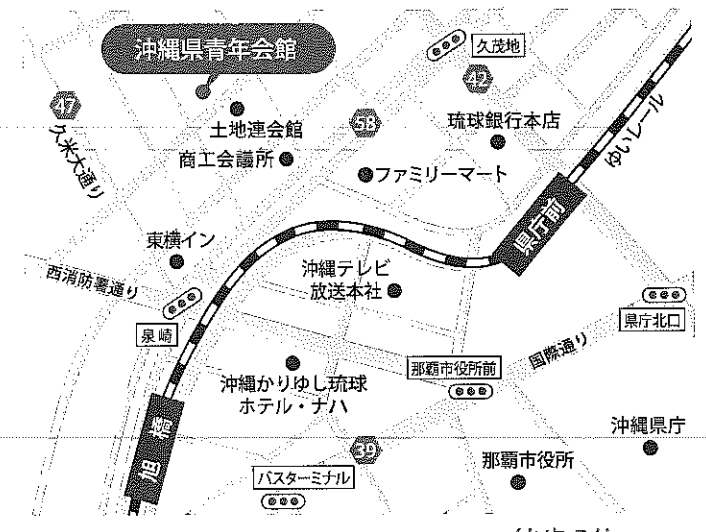 沖縄県青年会館
久茂地
42
47
久米大通り
土地連会館
58
琉球銀行本店
商工会議所
ファミリーマート
ゆいレール
県庁前
東横イン
西消防署通り
沖縄テレビ
放送本社
泉崎
県庁北口
国際通り
那覇市役所前
沖縄かりゆし琉球
ホテル・ナハ
旭橋
39
沖縄県庁
那覇市役所
バスターミナル